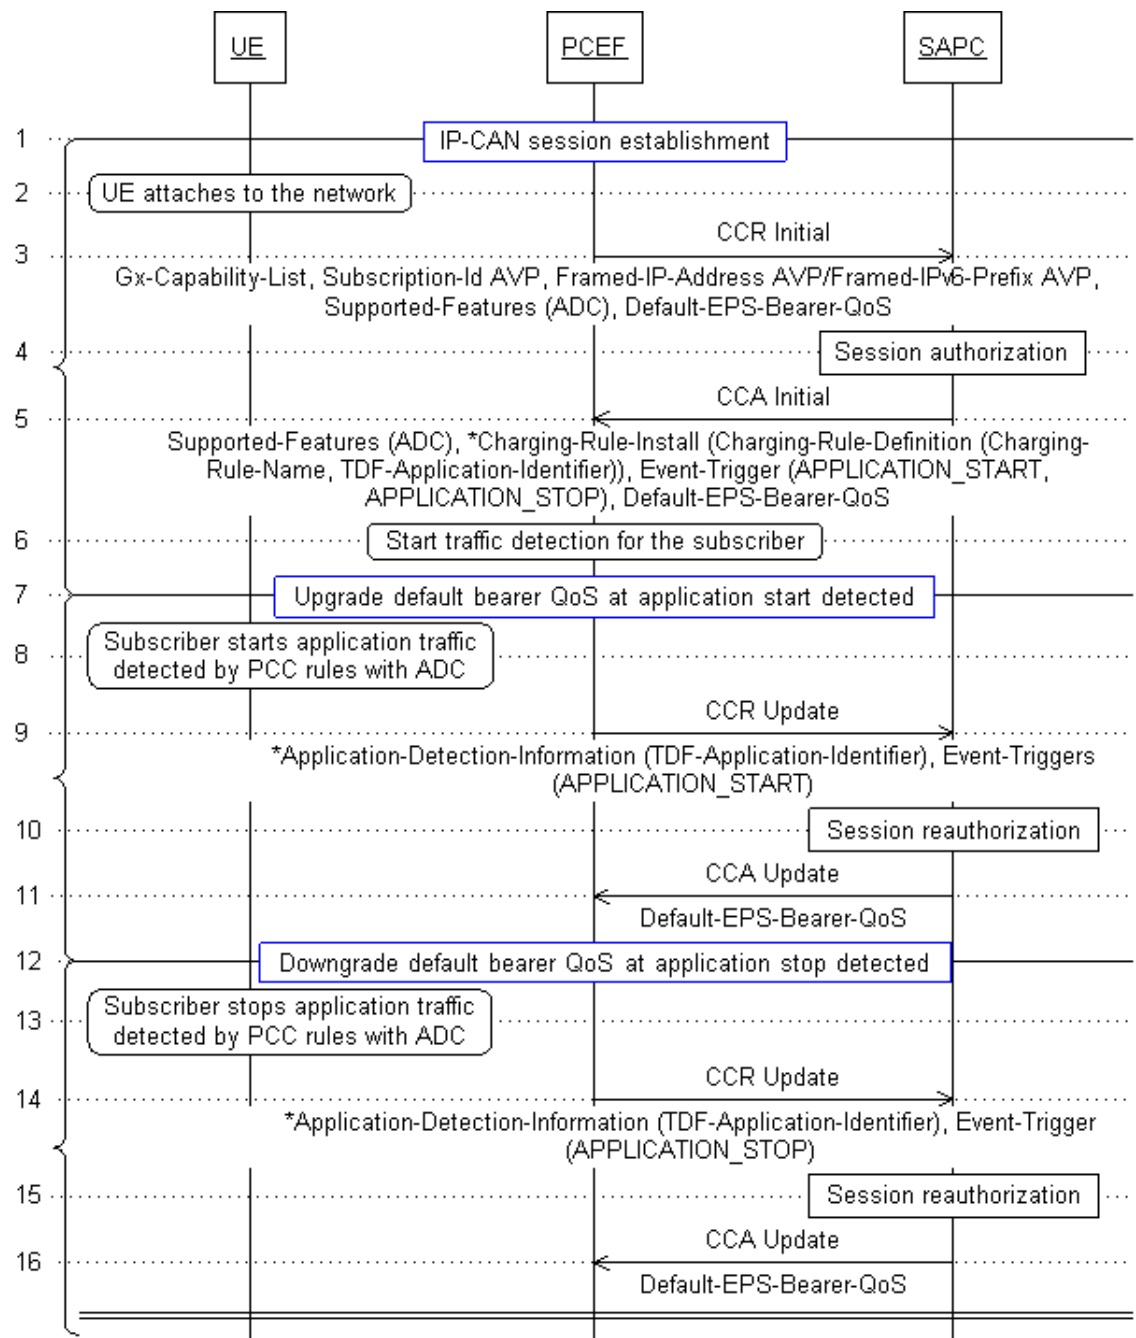 UE PCEF SAPC
1 IP-CAN session establishment
2 UE attaches to the network
CCR Initial
3
Gx-Capability-List, Subscription-Id AVP, Framed-IP-Address AVP/Framed-IPv6-Prefix AVP,
Supported-Features (ADC), Default-EPS-Bearer-QoS
4 Session authorization
CCA Initial
5
Supported-Features (ADC), *Charging-Rule-Install (Charging-Rule-Definition (Charging-
Rule-Name, TDF-Application-Identifier)), Event-Trigger (APPLICATION_START,
APPLICATION_STOP), Default-EPS-Bearer-QoS
6 Start traffic detection for the subscriber
7 Upgrade default bearer QoS at application start detected
Subscriber starts application traffic
8
detected by PCC rules with ADC
CCR Update
9
*Application-Detection-Information (TDF-Application-Identifier), Event-Triggers
(APPLICATION_START)
10 Session reauthorization
CCA Update
11
Default-EPS-Bearer-QoS
12 Downgrade default bearer QoS at application stop detected
Subscriber stops application traffic
13
detected by PCC rules with ADC
CCR Update
14
*Application-Detection-Information (TDF-Application-Identifier), Event-Trigger
(APPLICATION_STOP)
15 Session reauthorization
CCA Update
16
Default-EPS-Bearer-QoS